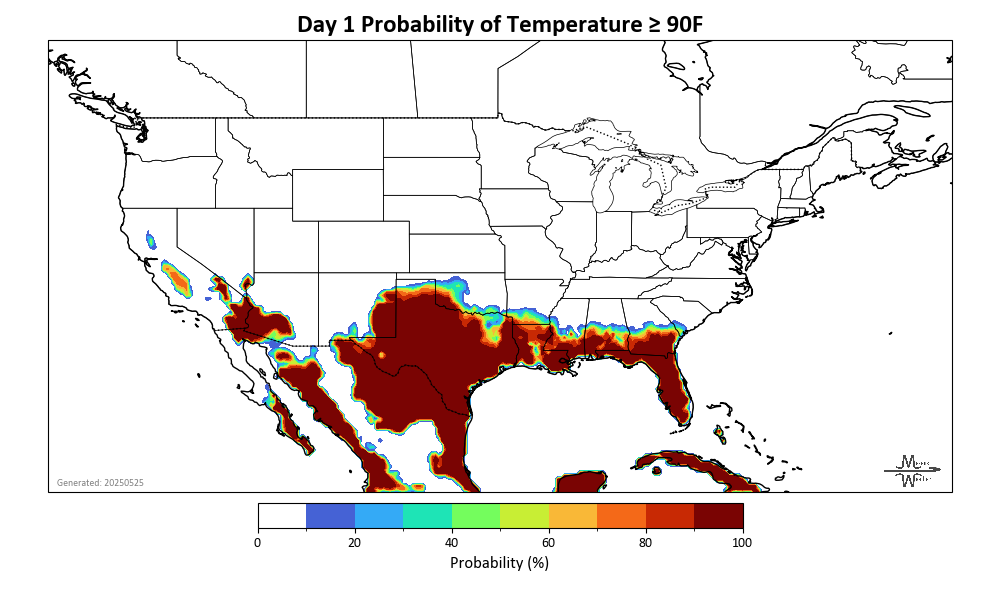 Day 1 Probability of Temperature ≥ 90F
Generated: 20250525
0 20 40 60 80 100
Probability (%)